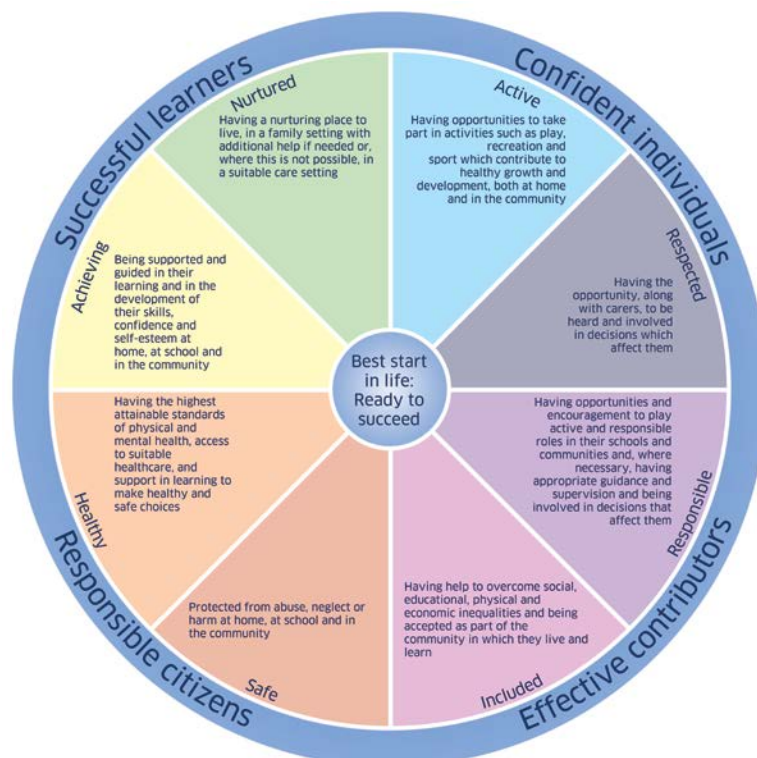 Successful learners
Confident individuals
Nurtured
Having a nurturing place to
live, in a family setting with
additional help if needed or,
where this is not possible, in
a suitable care setting
Active
Having opportunities to take
part in activities such as play,
recreation and
sport which contribute to
healthy growth and
development, both at home
and in the community
Achieving
Being supported and
guided in their
learning and in the
development of
their skills,
confidence and
self-esteem at
home, at school and
in the community
Respected
Having the
opportunity, along
with carers, to be
heard and involved
in decisions which
affect them
Best start
in life:
Ready to
succeed
Healthy
Having the highest
attainable standards
of physical and
mental health, access
to suitable
healthcare, and
support in learning to
make healthy and
safe choices
Responsible
Having opportunities and
encouragement to play
active and responsible
roles in their schools and
communities and, where
necessary, having
appropriate guidance and
supervision and being
involved in decisions that
affect them
Safe
Protected from abuse, neglect or
harm at home, at school and in
the community
Included
Having help to overcome social,
educational, physical and
economic inequalities and being
accepted as part of the
community in which they live and
learn
Responsible citizens
Effective contributors